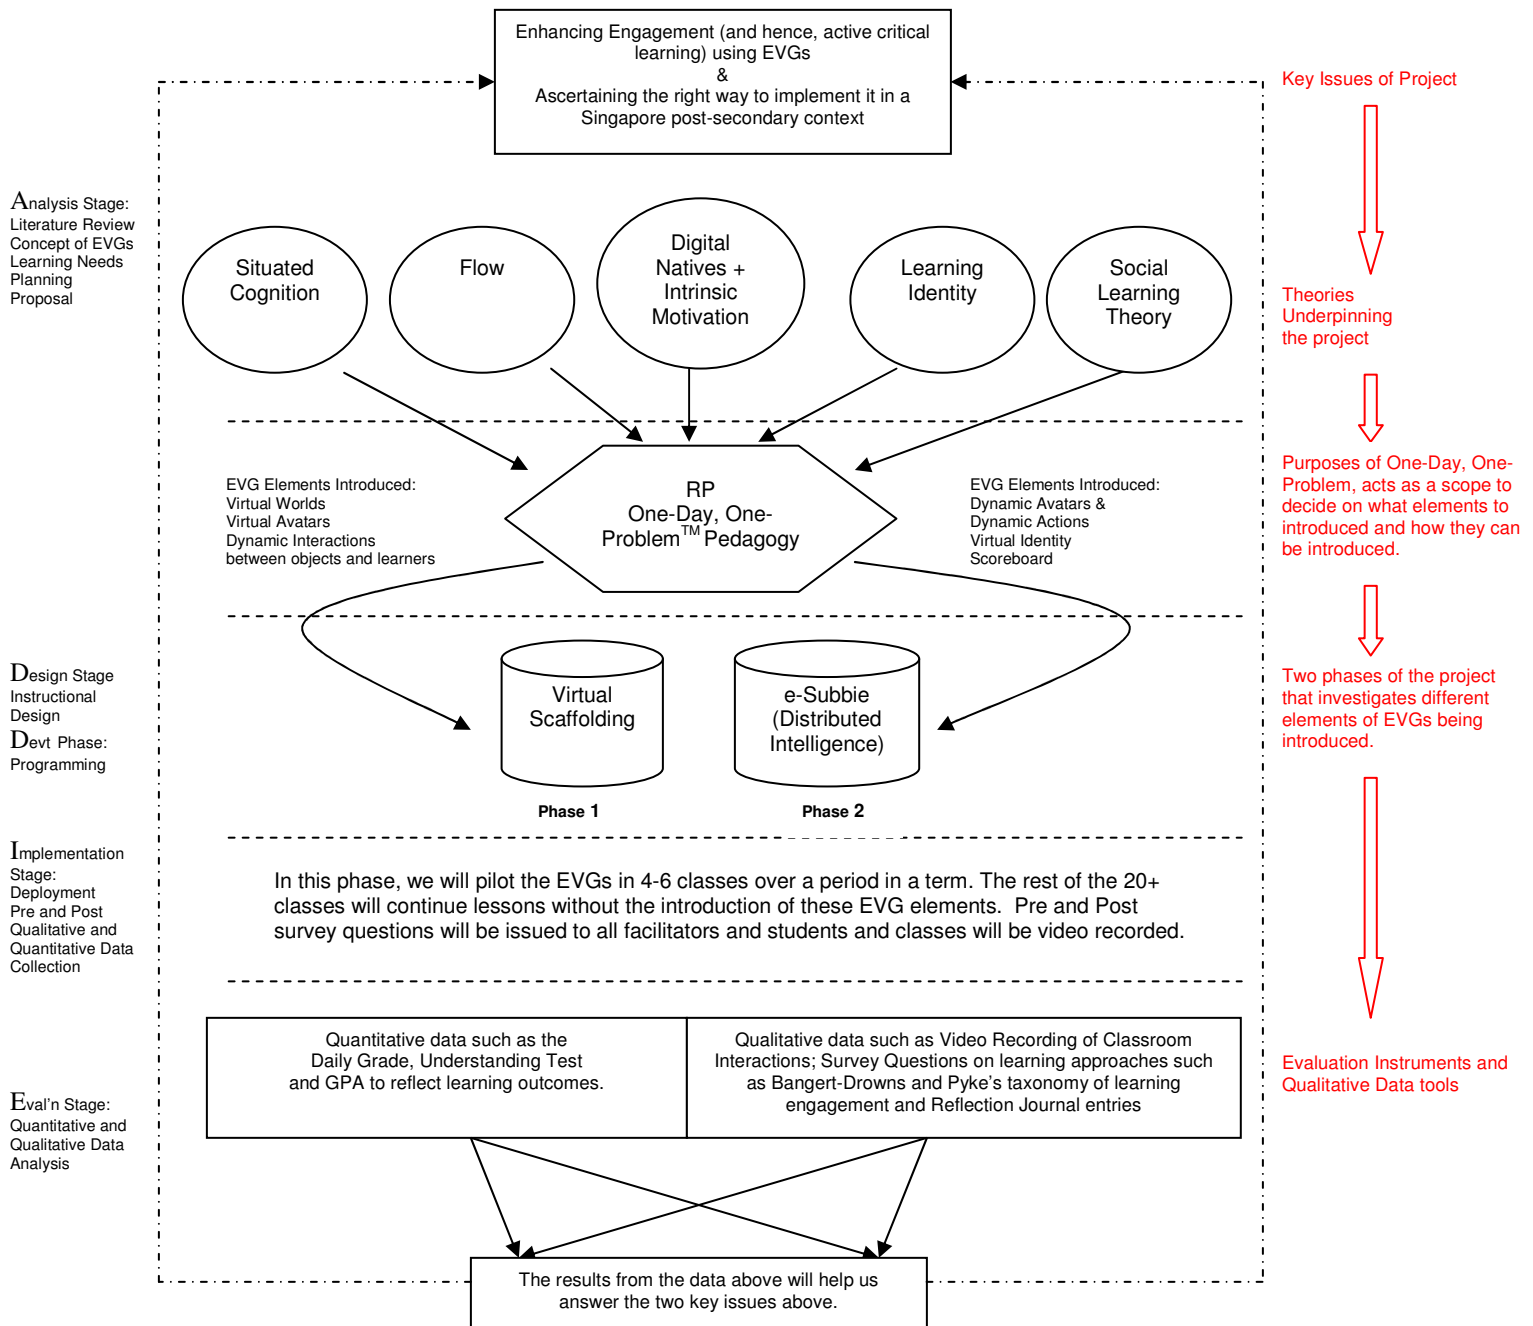 Enhancing Engagement (and hence, active critical
learning) using EVGs
&
Ascertaining the right way to implement it in a
Singapore post-secondary context
Key Issues of Project
Analysis Stage:
Literature Review
Concept of EVGs
Learning Needs
Planning
Proposal
Situated
Cognition
Flow
Digital
Natives +
Intrinsic
Motivation
Learning
Identity
Social
Learning
Theory
Theories
Underpinning
the project
EVG Elements Introduced:
Virtual Worlds
Virtual Avatars
Dynamic Interactions
between objects and learners
RP
One-Day, One-
Problem™ Pedagogy
EVG Elements Introduced:
Dynamic Avatars &
Dynamic Actions
Virtual Identity
Scoreboard
Purposes of One-Day, One-
Problem, acts as a scope to
decide on what elements to
introduced and how they can
be introduced.
Design Stage
Instructional
Design
Devt Phase:
Programming
Virtual
Scaffolding
Phase 1
e-Subbie
(Distributed
Intelligence)
Phase 2
Two phases of the project
that investigates different
elements of EVGs being
introduced.
Implementation
Stage:
Deployment
Pre and Post
Qualitative and
Quantitative Data
Collection
In this phase, we will pilot the EVGs in 4-6 classes over a period in a term. The rest of the 20+
classes will continue lessons without the introduction of these EVG elements. Pre and Post
survey questions will be issued to all facilitators and students and classes will be video recorded.
Eval'n Stage:
Quantitative and
Qualitative Data
Analysis
Quantitative data such as the
Daily Grade, Understanding Test
and GPA to reflect learning outcomes.
Qualitative data such as Video Recording of Classroom
Interactions; Survey Questions on learning approaches such
as Bangert-Drowns and Pyke's taxonomy of learning
engagement and Reflection Journal entries
Evaluation Instruments and
Qualitative Data tools
The results from the data above will help us
answer the two key issues above.